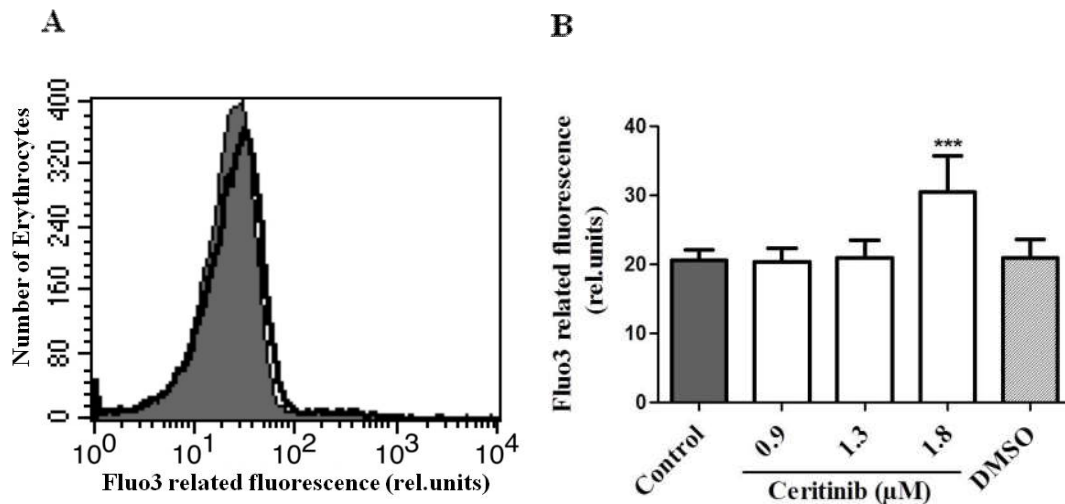 A
Number of Erythrocytes
400
320
240
160
80
0
10^0 10^1 10^2 10^3 10^4
Fluo3 related fluorescence (rel.units)
B
Fluo3 related fluorescence
(rel.units)
40
30
20
10
0
***
Control 0.9 1.3 1.8 DMSO
Ceritinib (µM)